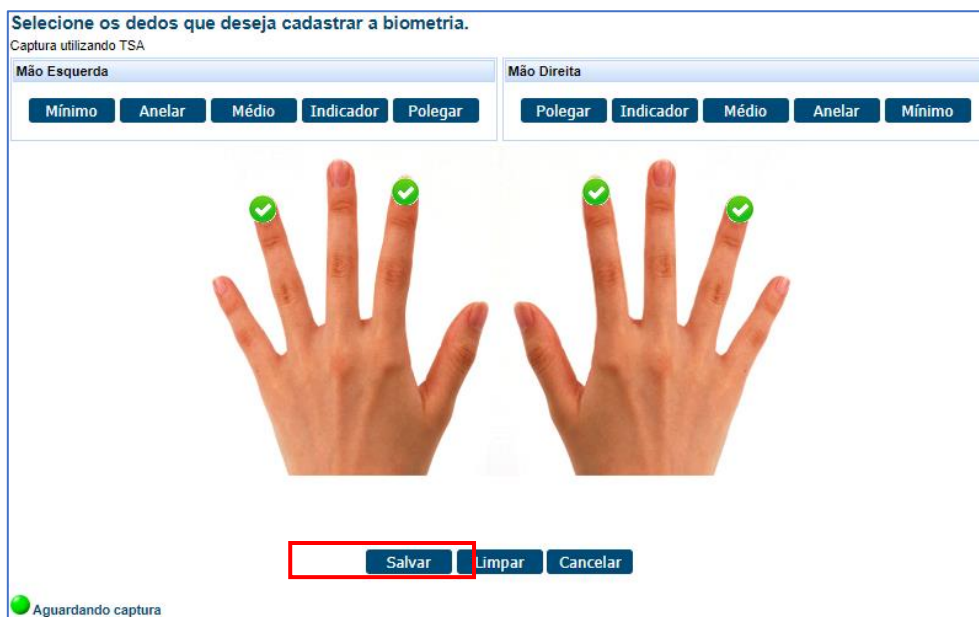 Selecione os dedos que deseja cadastrar a biometria.
Captura utilizando TSA
Mão Esquerda
Mínimo Anelar Médio Indicador Polegar
Mão Direita
Polegar Indicador Médio Anelar Mínimo
Salvar Limpar Cancelar
Aguardando captura